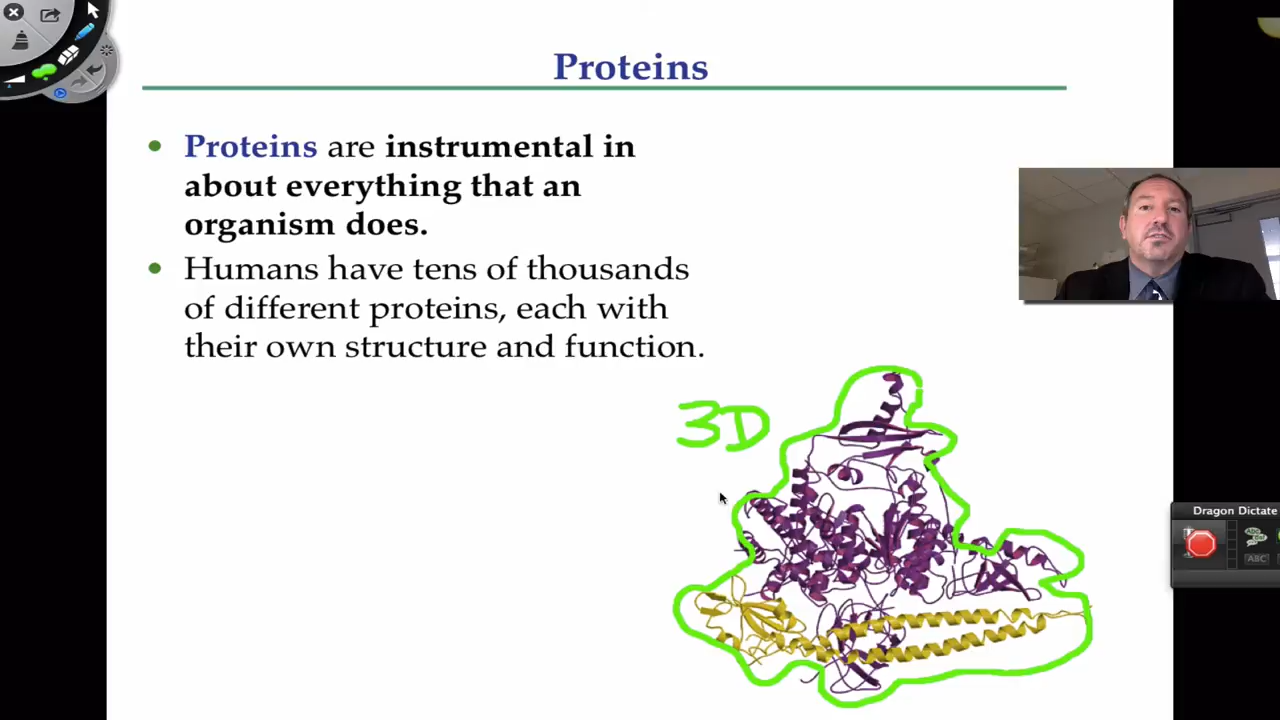 Proteins
• Proteins are instrumental in
about everything that an
organism does.
• Humans have tens of thousands
of different proteins, each with
their own structure and function.
3D
Dragon Dictate
ABC